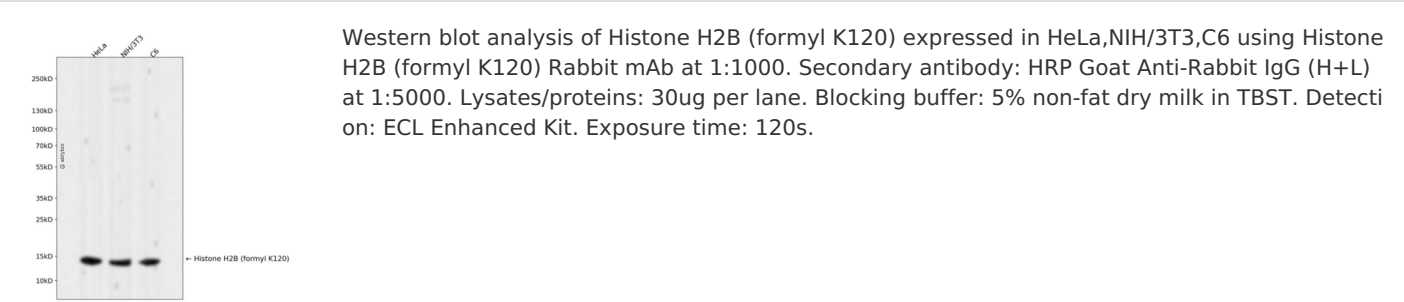 HeLa
NIH/3T3
C6
250kD
130kD
100kD
70kD
55kD
35kD
25kD
15kD
10kD
@ ablybio
← Histone H2B (formyl K120)
Western blot analysis of Histone H2B (formyl K120) expressed in HeLa,NIH/3T3,C6 using Histone
H2B (formyl K120) Rabbit mAb at 1:1000. Secondary antibody: HRP Goat Anti-Rabbit IgG (H+L)
at 1:5000. Lysates/proteins: 30ug per lane. Blocking buffer: 5% non-fat dry milk in TBST. Detecti
on: ECL Enhanced Kit. Exposure time: 120s.